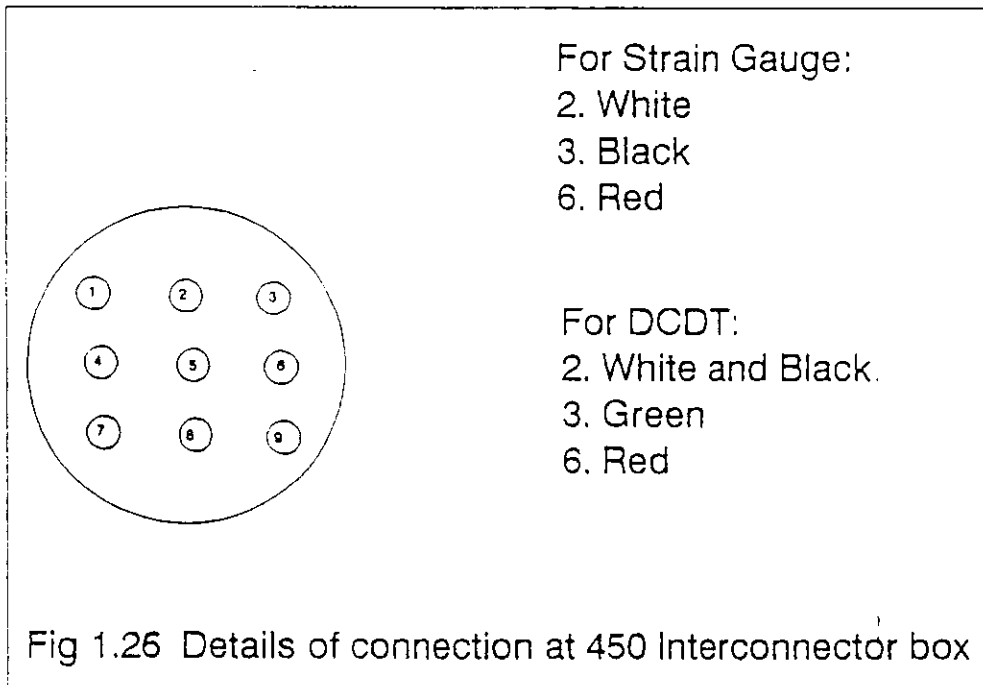 For Strain Gauge:
2. White
3. Black
6. Red
1 2 3
4 5 6
7 8 9
For DCDT:
2. White and Black.
3. Green
6. Red
Fig 1.26 Details of connection at 450 Interconnector box